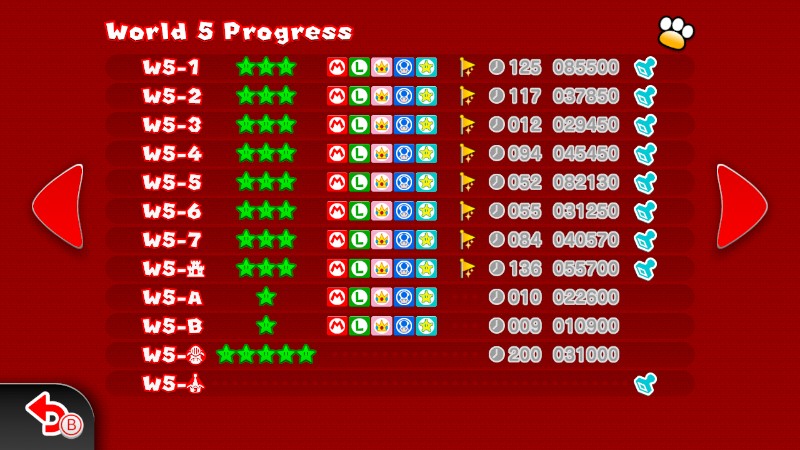 World 5 Progress
W5-1 M L 125 085500
W5-2 M L 117 037850
W5-3 M L 012 029450
W5-4 M L 094 045450
W5-5 M L 052 082130
W5-6 M L 055 031250
W5-7 M L 084 040570
W5- M L 136 055700
W5-A M L 010 022600
W5-B M L 009 010900
W5- 200 031000
W5-
B